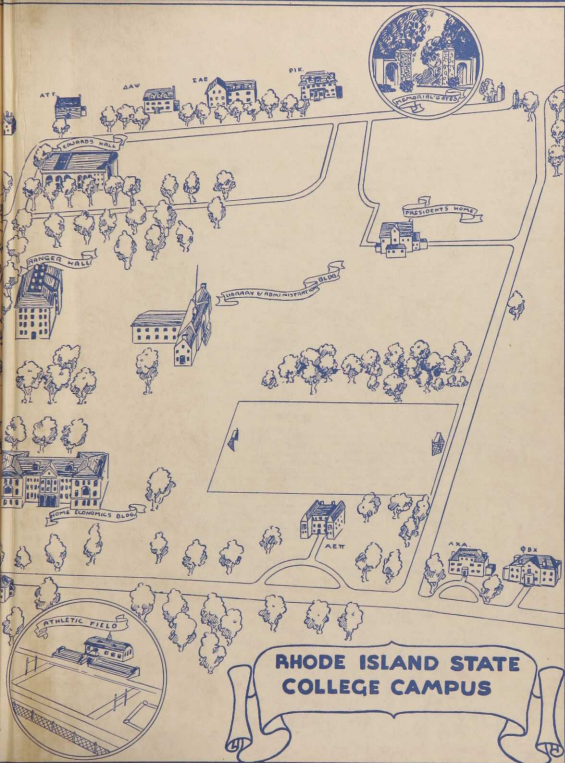 ΑΤΓ
ΔΑΨ
ΣΑΕ
ΡΙΚ
MEMORIAL GATES
EDWARDS HALL
PRESIDENT'S HOME
RANGER HALL
LIBRARY & ADMINISTRATION BLDG.
HOME ECONOMICS BLDG.
ΑΕΠ
ΛΧΑ
ΦΒΧ
ATHLETIC FIELD
RHODE ISLAND STATE
COLLEGE CAMPUS